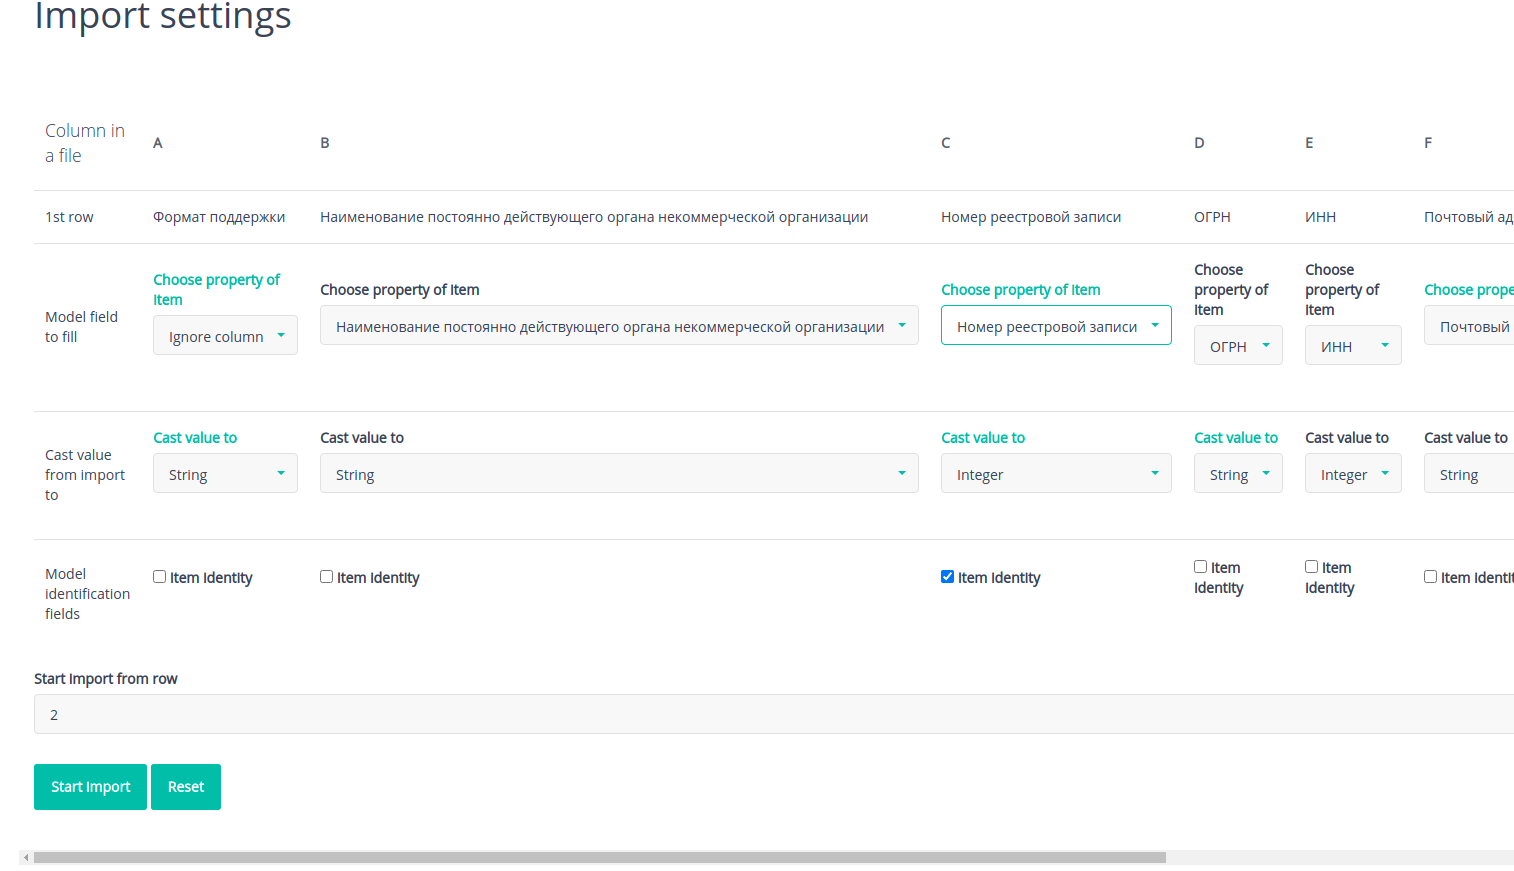 Import settings
Column in
a file
A
B
C
D
E
F
1st row
Формат поддержки
Наименование постоянно действующего органа некоммерческой организации
Номер реестровой записи
ОГРН
ИНН
Почтовый ад
Model field
to fill
Choose property of
Item
Ignore column
Choose property of Item
Наименование постоянно действующего органа некоммерческой организации
Choose property of Item
Номер реестровой записи
Choose
property of
Item
ОГРН
Choose
property of
Item
ИНН
Choose prope
Почтовый
Cast value
from import
to
Cast value to
String
Cast value to
String
Cast value to
Integer
Cast value to
String
Cast value to
Integer
Cast value to
String
Model
identification
fields
Item Identity
Item Identity
Item Identity
Item
Identity
Item
Identity
Item Identit
Start import from row
2
Start Import
Reset